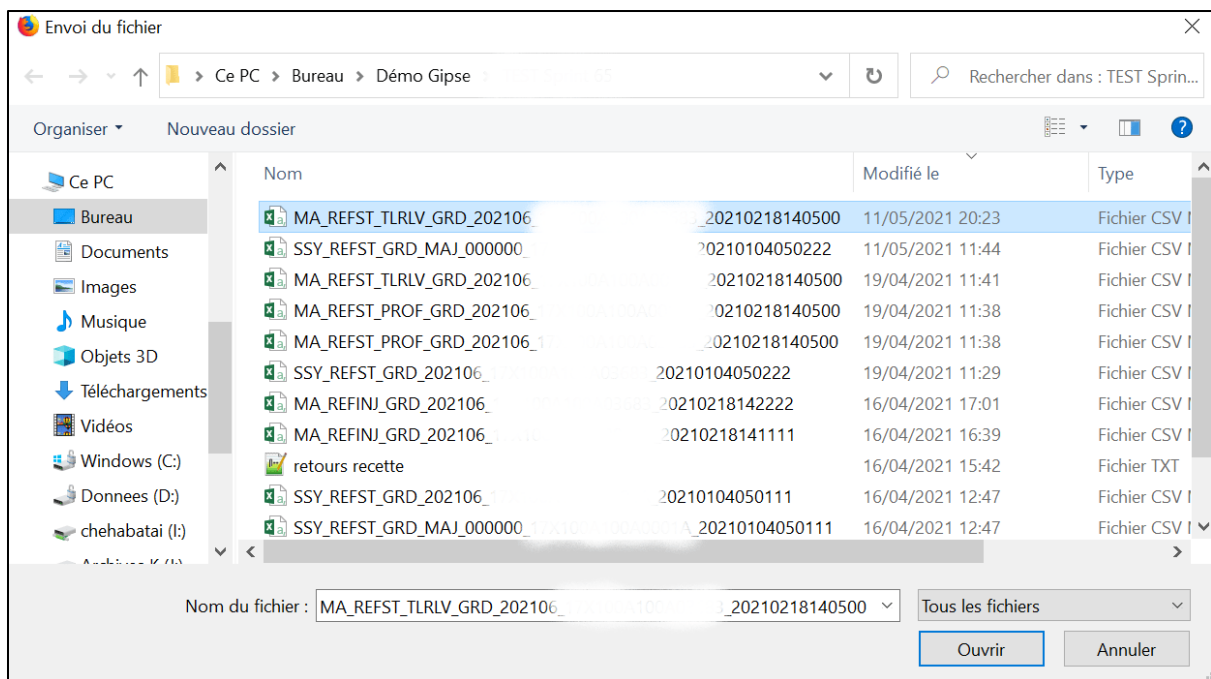 Envoi du fichier
Ce PC > Bureau > Démo Gipse
Rechercher dans : TEST Sprin...
Organiser
Nouveau dossier
Ce PC
Bureau
Documents
Images
Musique
Objets 3D
Téléchargements
Vidéos
Windows (C:)
Donnees (D:)
chehabatai (I:)
Nom Modifié le Type
MA_REFST_TLRLV_GRD_202106_ _20210218140500 11/05/2021 20:23 Fichier CSV
SSY_REFST_GRD_MAJ_000000_ 20210104050222 11/05/2021 11:44 Fichier CSV
MA_REFST_TLRLV_GRD_202106_ 20210218140500 19/04/2021 11:41 Fichier CSV
MA_REFST_PROF_GRD_202106_ 20210218140500 19/04/2021 11:38 Fichier CSV
MA_REFST_PROF_GRD_202106_ _20210218140500 19/04/2021 11:38 Fichier CSV
SSY_REFST_GRD_202106_ _20210104050222 19/04/2021 11:29 Fichier CSV
MA_REFINJ_GRD_202106_ _20210218142222 16/04/2021 17:01 Fichier CSV
MA_REFINJ_GRD_202106_ 20210218141111 16/04/2021 16:39 Fichier CSV
retours recette 16/04/2021 15:42 Fichier TXT
SSY_REFST_GRD_202106_ _20210104050111 16/04/2021 12:47 Fichier CSV
SSY_REFST_GRD_MAJ_000000_ _20210104050111 16/04/2021 12:47 Fichier CSV
Nom du fichier : MA_REFST_TLRLV_GRD_202106_ _20210218140500 Tous les fichiers
Ouvrir Annuler